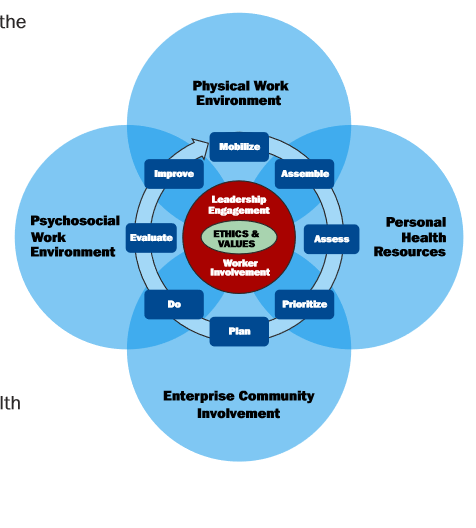 the
Physical Work
Environment
Mobilize
Improve
Assemble
Leadership
Engagement
Psychosocial
Work
Environment
Evaluate
ETHICS &
VALUES
Assess
Personal
Health
Resources
Worker
Involvement
Do
Prioritize
Plan
Enterprise Community
Involvement
lth